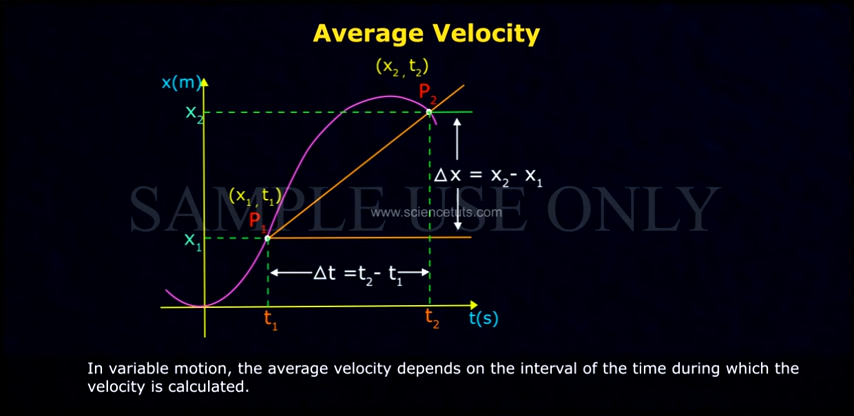 Average Velocity
(x₂, t₂)
x(m)
P₂
x₂
Δx = x₂- x₁
(x₁, t₁)
SAMPLE USE ONLY
www.sciencetuts.com
P₁
x₁
Δt =t₂- t₁
t₁
t₂
t(s)
In variable motion, the average velocity depends on the interval of the time during which the
velocity is calculated.